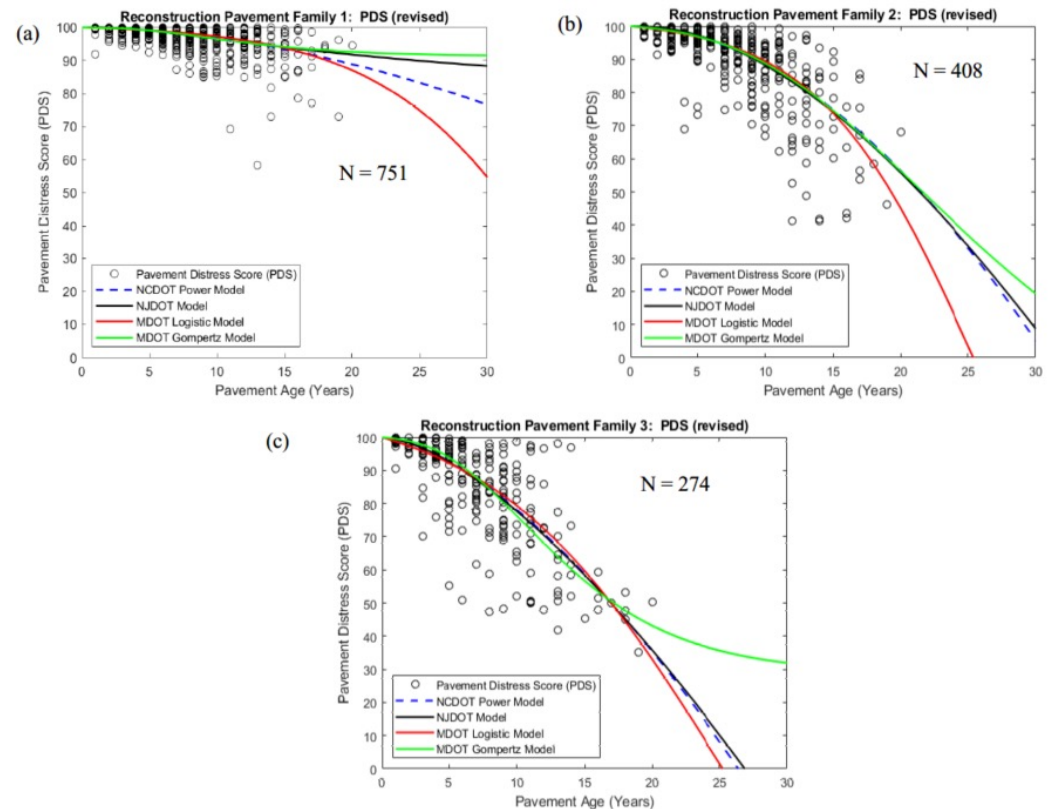 (a)
Reconstruction Pavement Family 1: PDS (revised)
100
90
80
70
60
50
40
30
20
10
0
Pavement Distress Score (PDS)
N = 751
Pavement Distress Score (PDS)
NCDOT Power Model
NJDOT Model
MDOT Logistic Model
MDOT Gompertz Model
0 5 10 15 20 25 30
Pavement Age (Years)
(b)
Reconstruction Pavement Family 2: PDS (revised)
100
90
80
70
60
50
40
30
20
10
0
Pavement Distress Score (PDS)
N = 408
Pavement Distress Score (PDS)
NCDOT Power Model
NJDOT Model
MDOT Logistic Model
MDOT Gompertz Model
0 5 10 15 20 25 30
Pavement Age (Years)
(c)
Reconstruction Pavement Family 3: PDS (revised)
100
90
80
70
60
50
40
30
20
10
0
Pavement Distress Score (PDS)
N = 274
Pavement Distress Score (PDS)
NCDOT Power Model
NJDOT Model
MDOT Logistic Model
MDOT Gompertz Model
0 5 10 15 20 25 30
Pavement Age (Years)